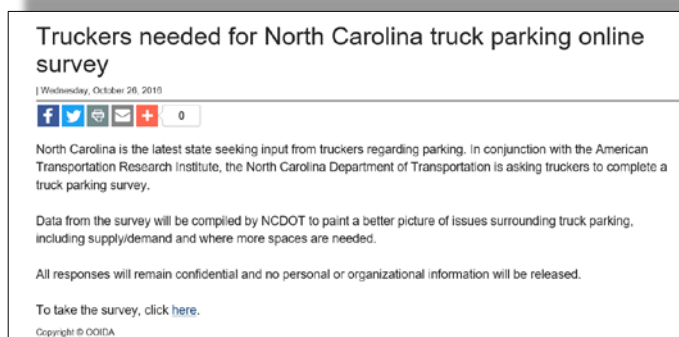 Truckers needed for North Carolina truck parking online
survey
| Wednesday, October 26, 2016
0
North Carolina is the latest state seeking input from truckers regarding parking. In conjunction with the American
Transportation Research Institute, the North Carolina Department of Transportation is asking truckers to complete a
truck parking survey.
Data from the survey will be compiled by NCDOT to paint a better picture of issues surrounding truck parking,
including supply/demand and where more spaces are needed.
All responses will remain confidential and no personal or organizational information will be released.
To take the survey, click here.
Copyright © OOIDA